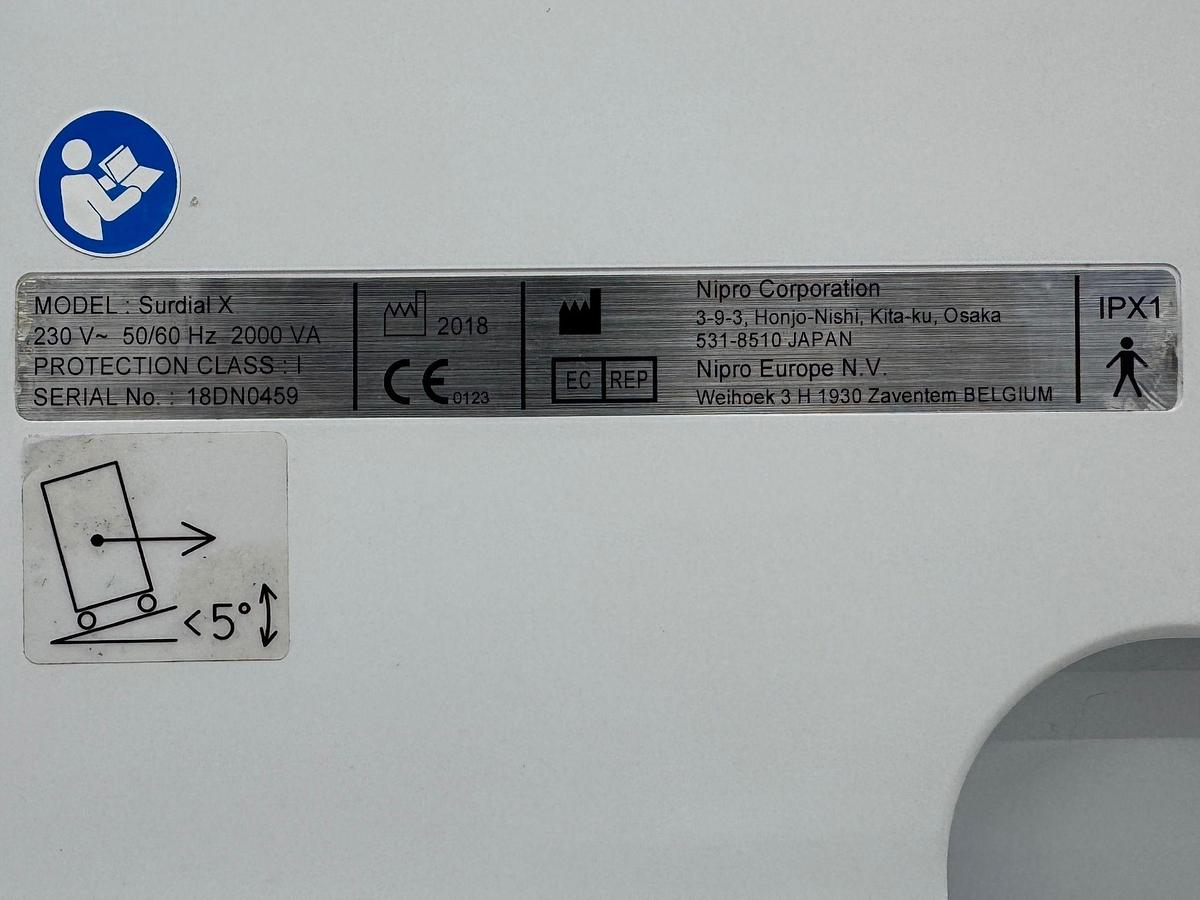 MODEL : Surdial X
230 V~ 50/60 Hz 2000 VA
PROTECTION CLASS : I
SERIAL No. : 18DN0459
2018
CE 0123
EC REP
Nipro Corporation
3-9-3, Honjo-Nishi, Kita-ku, Osaka
531-8510 JAPAN
Nipro Europe N.V.
Weihoek 3 H 1930 Zaventem BELGIUM
IPX1
<5°